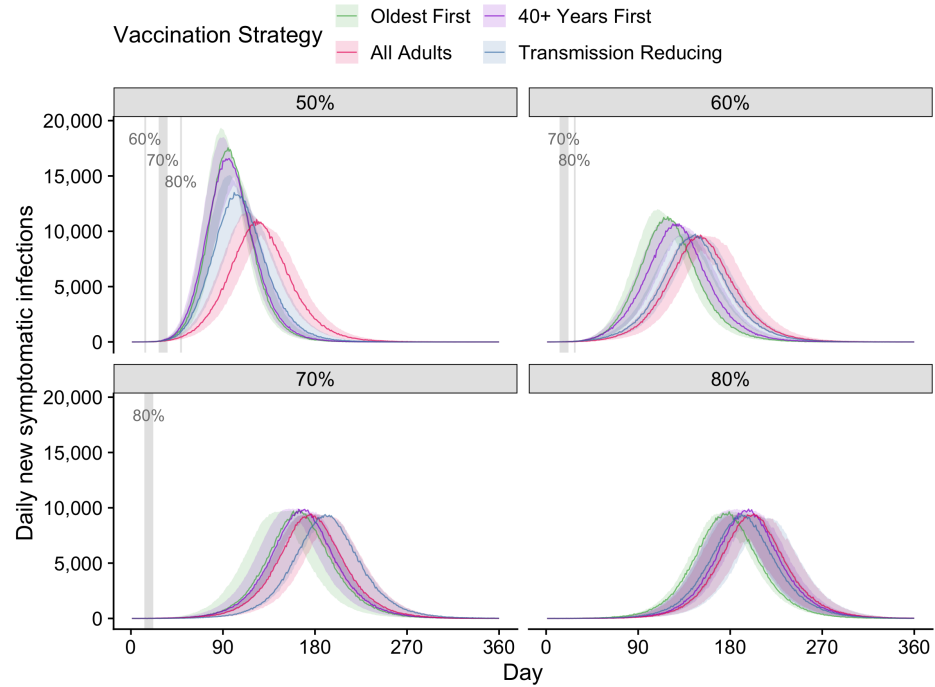 Vaccination Strategy
Oldest First
40+ Years First
All Adults
Transmission Reducing
50%
60%
20,000
15,000
10,000
5,000
0
60%
70%
80%
70%
80%
70%
80%
20,000
15,000
10,000
5,000
0
80%
0 90 180 270 360
0 90 180 270 360
Day
Daily new symptomatic infections